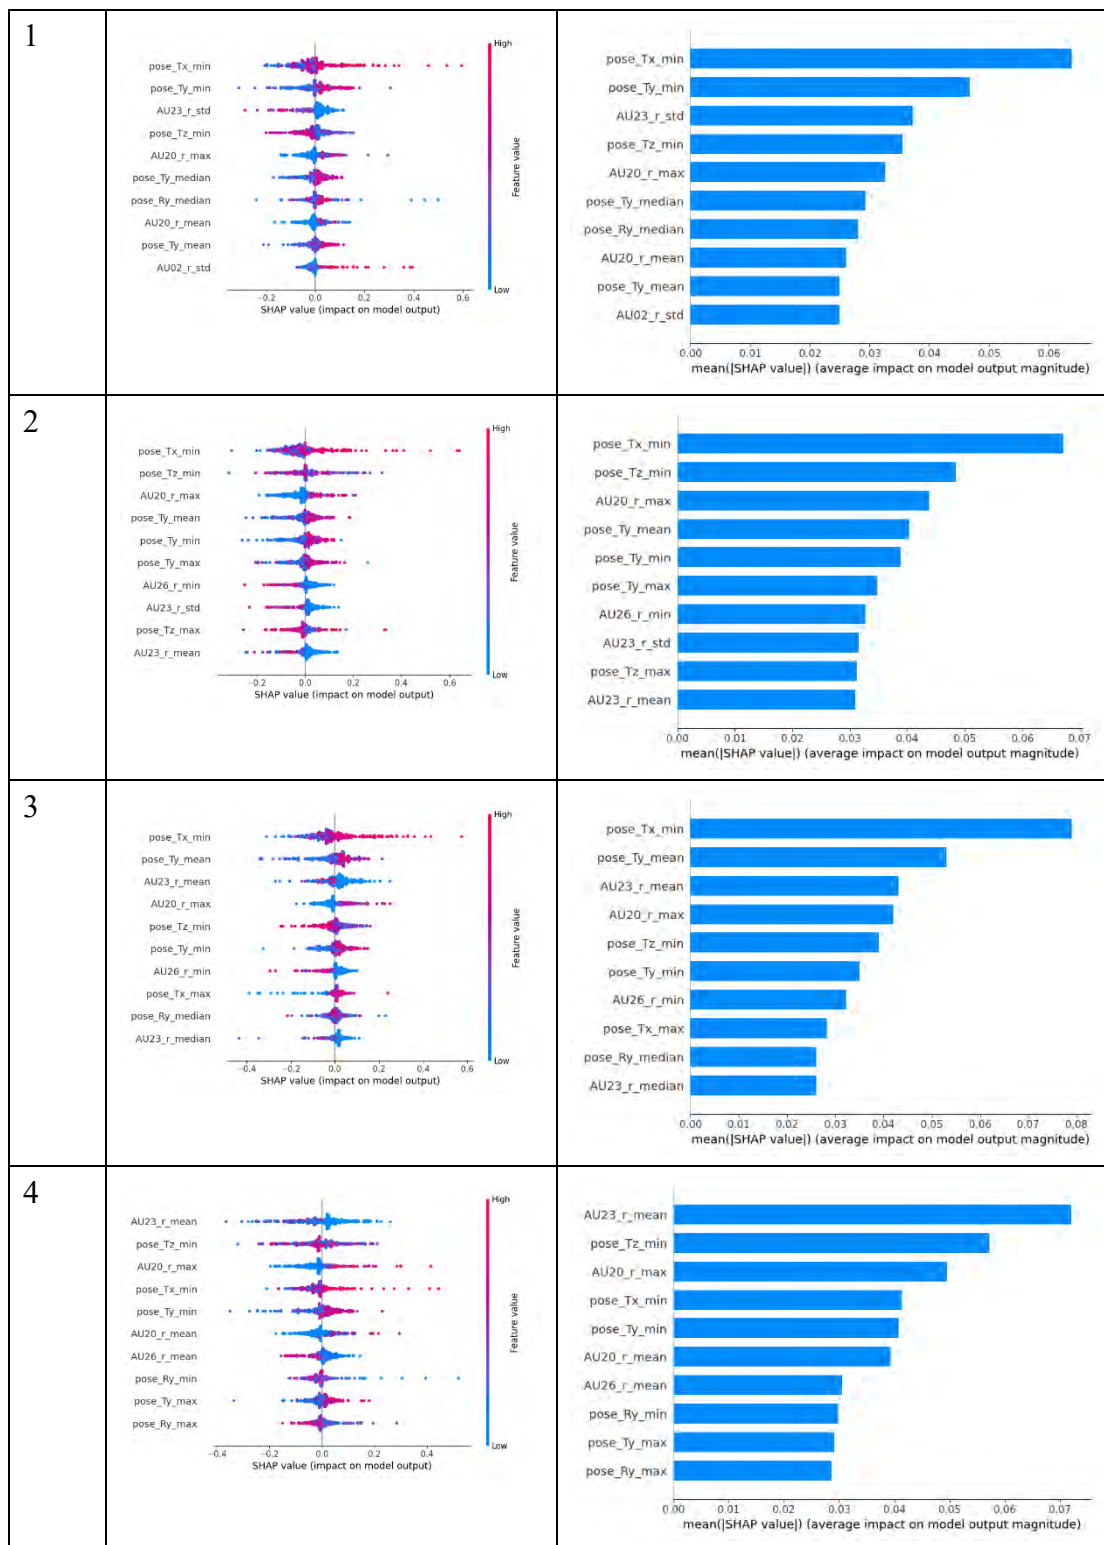 1
High
pose_Tx_min
pose_Ty_min
AU23_r_std
pose_Tz_min
AU20_r_max
pose_Ty_median
pose_Ry_median
AU20_r_mean
pose_Ty_mean
AU02_r_std
Feature value
Low
−0.2 0.0 0.2 0.4 0.6
SHAP value (impact on model output)
pose_Tx_min
pose_Ty_min
AU23_r_std
pose_Tz_min
AU20_r_max
pose_Ty_median
pose_Ry_median
AU20_r_mean
pose_Ty_mean
AU02_r_std
0.00 0.01 0.02 0.03 0.04 0.05 0.06
mean(|SHAP value|) (average impact on model output magnitude)
2
High
pose_Tx_min
pose_Tz_min
AU20_r_max
pose_Ty_mean
pose_Ty_min
pose_Ty_max
AU26_r_min
AU23_r_std
pose_Tz_max
AU23_r_mean
Feature value
Low
−0.2 0.0 0.2 0.4 0.6
SHAP value (impact on model output)
pose_Tx_min
pose_Tz_min
AU20_r_max
pose_Ty_mean
pose_Ty_min
pose_Ty_max
AU26_r_min
AU23_r_std
pose_Tz_max
AU23_r_mean
0.00 0.01 0.02 0.03 0.04 0.05 0.06 0.07
mean(|SHAP value|) (average impact on model output magnitude)
3
High
pose_Tx_min
pose_Ty_mean
AU23_r_mean
AU20_r_max
pose_Tz_min
pose_Ty_min
AU26_r_min
pose_Tx_max
pose_Ry_median
AU23_r_median
Feature value
Low
−0.4 −0.2 0.0 0.2 0.4 0.6
SHAP value (impact on model output)
pose_Tx_min
pose_Ty_mean
AU23_r_mean
AU20_r_max
pose_Tz_min
pose_Ty_min
AU26_r_min
pose_Tx_max
pose_Ry_median
AU23_r_median
0.00 0.01 0.02 0.03 0.04 0.05 0.06 0.07 0.08
mean(|SHAP value|) (average impact on model output magnitude)
4
High
AU23_r_mean
pose_Tz_min
AU20_r_max
pose_Tx_min
pose_Ty_min
AU20_r_mean
AU26_r_mean
pose_Ry_min
pose_Ty_max
pose_Ry_max
Feature value
Low
−0.4 −0.2 0.0 0.2 0.4
SHAP value (impact on model output)
AU23_r_mean
pose_Tz_min
AU20_r_max
pose_Tx_min
pose_Ty_min
AU20_r_mean
AU26_r_mean
pose_Ry_min
pose_Ty_max
pose_Ry_max
0.00 0.01 0.02 0.03 0.04 0.05 0.06 0.07
mean(|SHAP value|) (average impact on model output magnitude)